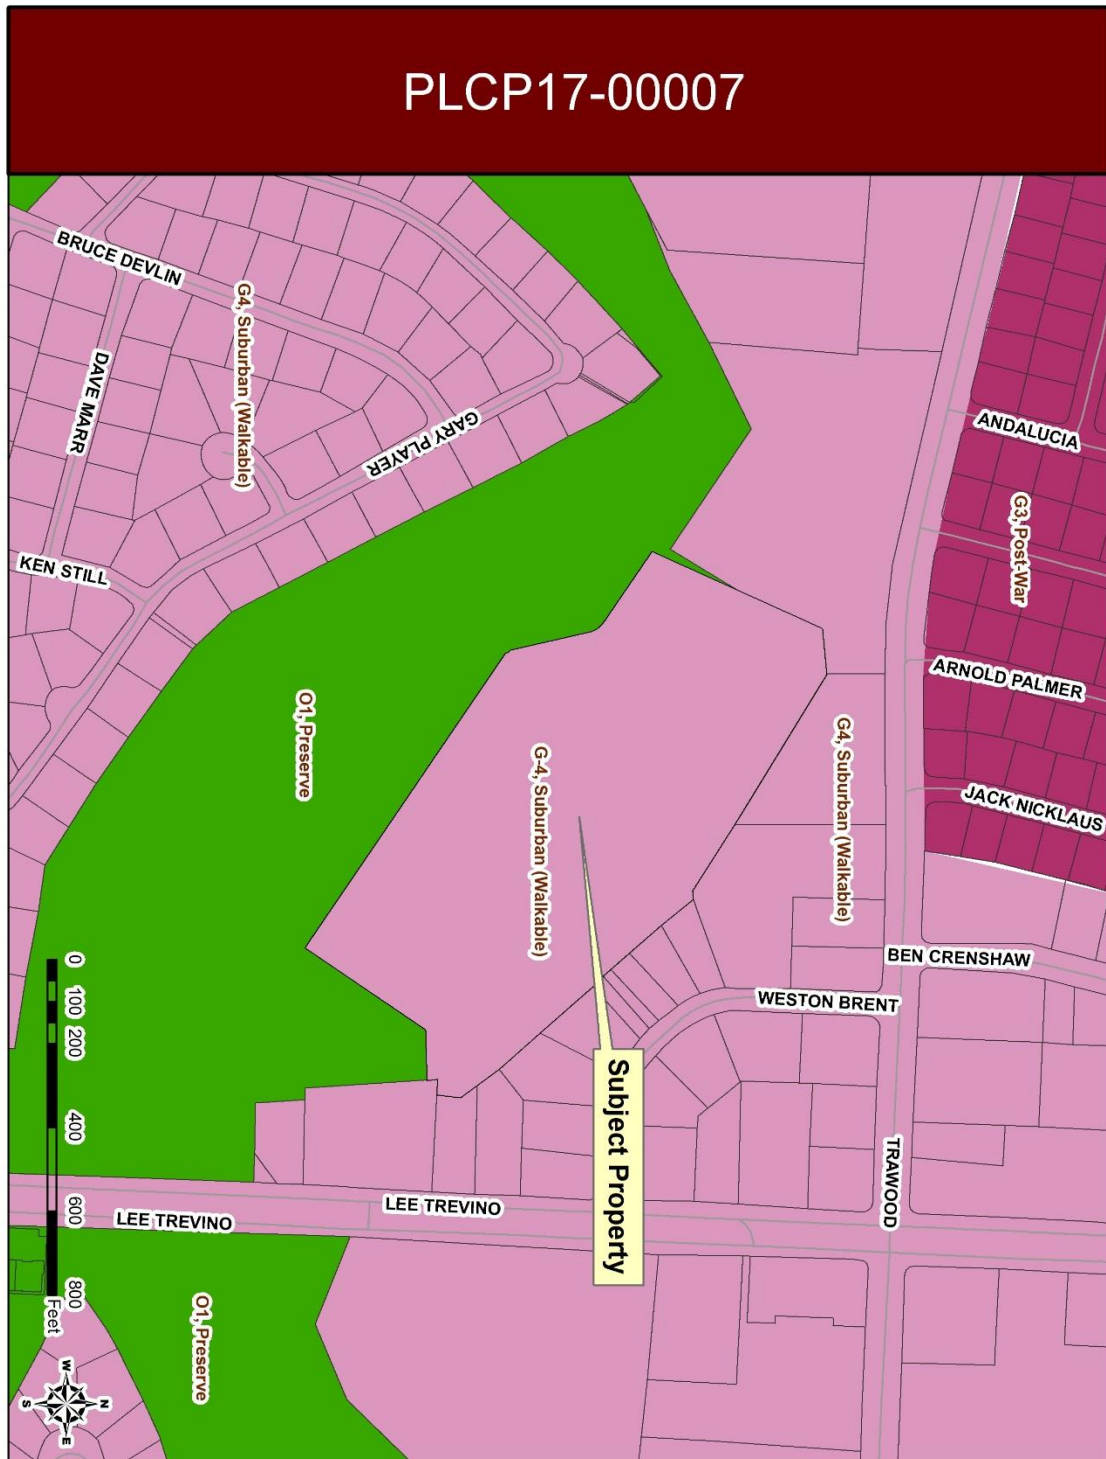 PLCP17-00007
BRUCE DEVLIN
G4, Suburban (Walkable)
DAVE MARR
GARY PLAYER
KEN STILL
ANDALUCIA
G3, Post-War
ARNOLD PALMER
JACK NICKLAUS
O1, Preserve
G-4, Suburban (Walkable)
G4, Suburban (Walkable)
BEN CRENSHAW
WESTON BRENT
Subject Property
TRAWOOD
LEE TREVINO
LEE TREVINO
O1, Preserve
0 100 200 400 600 800
Feet
N
W
E
S